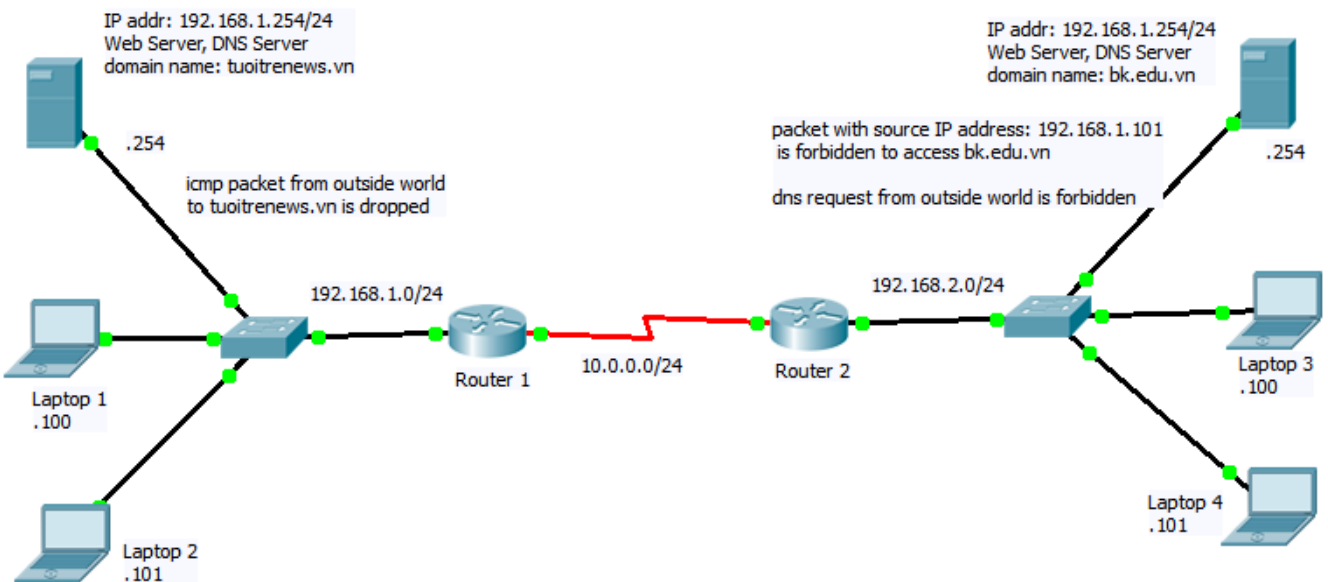 IP addr: 192.168.1.254/24
Web Server, DNS Server
domain name: tuoitrenews.vn
.254
icmp packet from outside world
to tuoitrenews.vn is dropped
IP addr: 192.168.1.254/24
Web Server, DNS Server
domain name: bk.edu.vn
.254
packet with source IP address: 192.168.1.101
is forbidden to access bk.edu.vn
dns request from outside world is forbidden
192.168.1.0/24
Router 1
10.0.0.0/24
Router 2
192.168.2.0/24
Laptop 1
.100
Laptop 2
.101
Laptop 3
.100
Laptop 4
.101